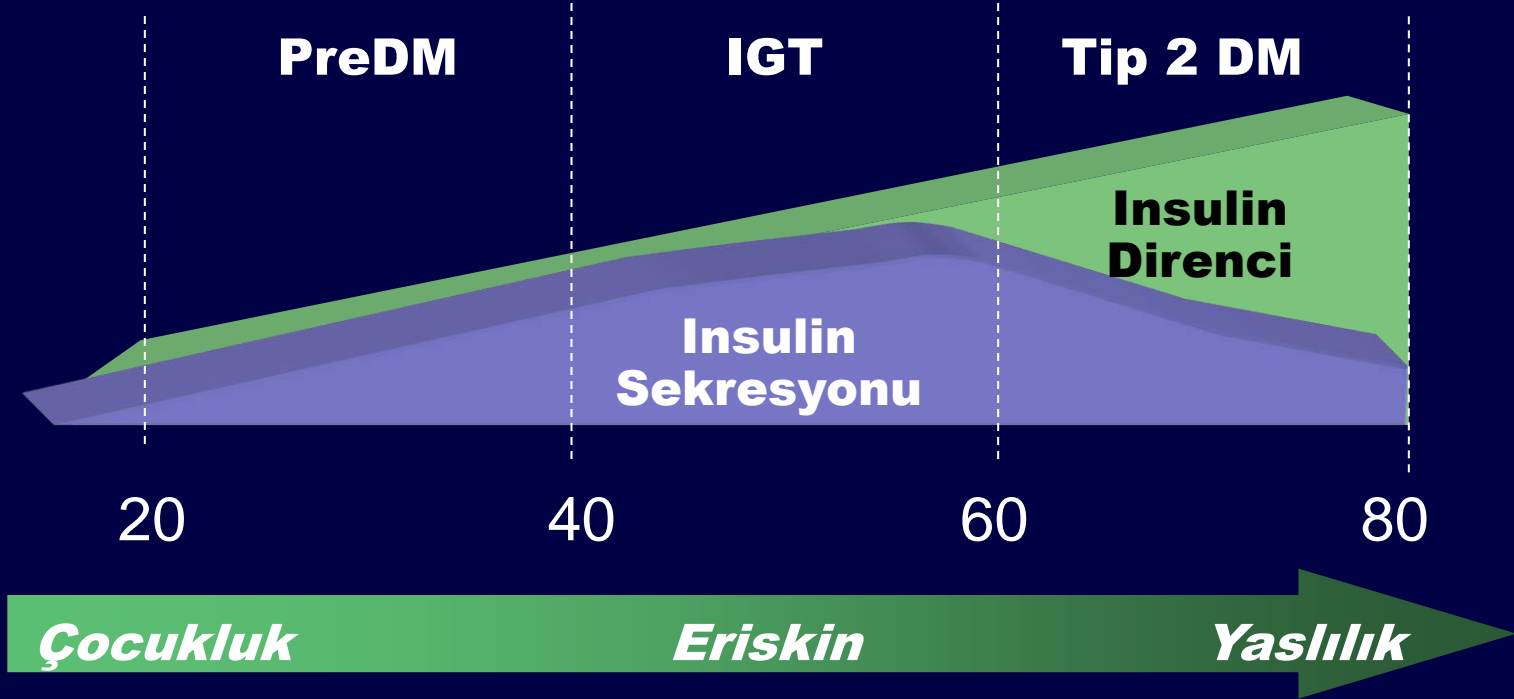 PreDM
IGT
Tip 2 DM
Insulin
Direnci
Insulin
Sekresyonu
20
40
60
80
Çocukluk
Eriskin
Yaslılık